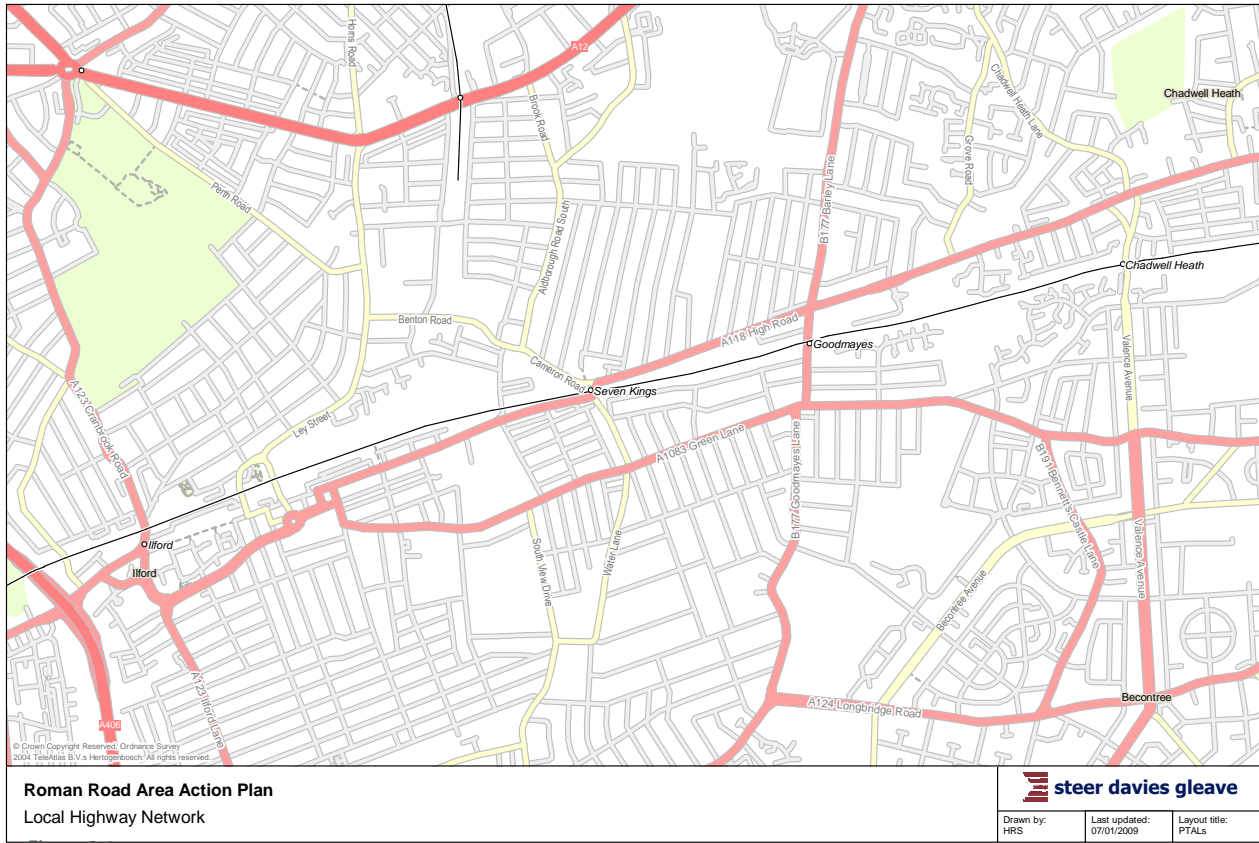 Horns Road
A12
Brook Road
Chadwell Heath Lane
Chadwell Heath
Grove Road
Perth Road
B177 Barley Lane
Aldborough Road South
Chadwell Heath
Benton Road
A118 High Road
Goodmayes
Cameron Road
Seven Kings
Valence Avenue
A123 Cranbrook Road
Ley Street
A1083 Green Lane
B177 Goodmayes Lane
B191 Bennett's Castle Lane
Ilford
Ilford
South View Drive
Water Lane
Valence Avenue
Becontree Avenue
A123 Ilford Lane
A124 Longbridge Road
Becontree
A406
© Crown Copyright Reserved, Ordnance Survey
2004 TeleAtlas B.V.s Hertogenbosch. All rights reserved.
Roman Road Area Action Plan
Local Highway Network
steer davies gleave
Drawn by:
HRS
Last updated:
07/01/2009
Layout title:
PTALs